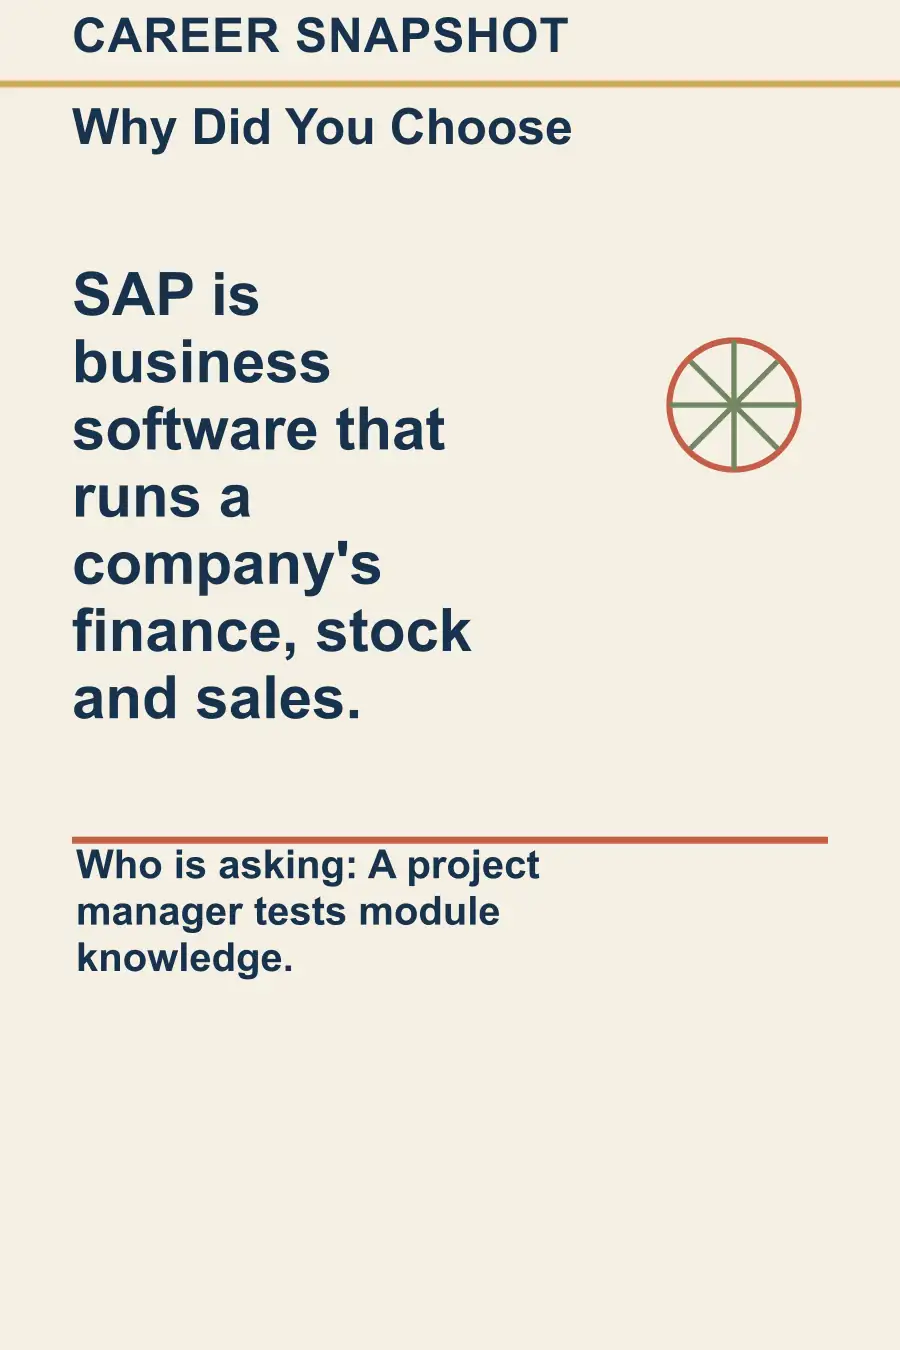 CAREER SNAPSHOT
Why Did You Choose
SAP is
business
software that
runs a
company's
finance, stock
and sales.
Who is asking: A project
manager tests module
knowledge.